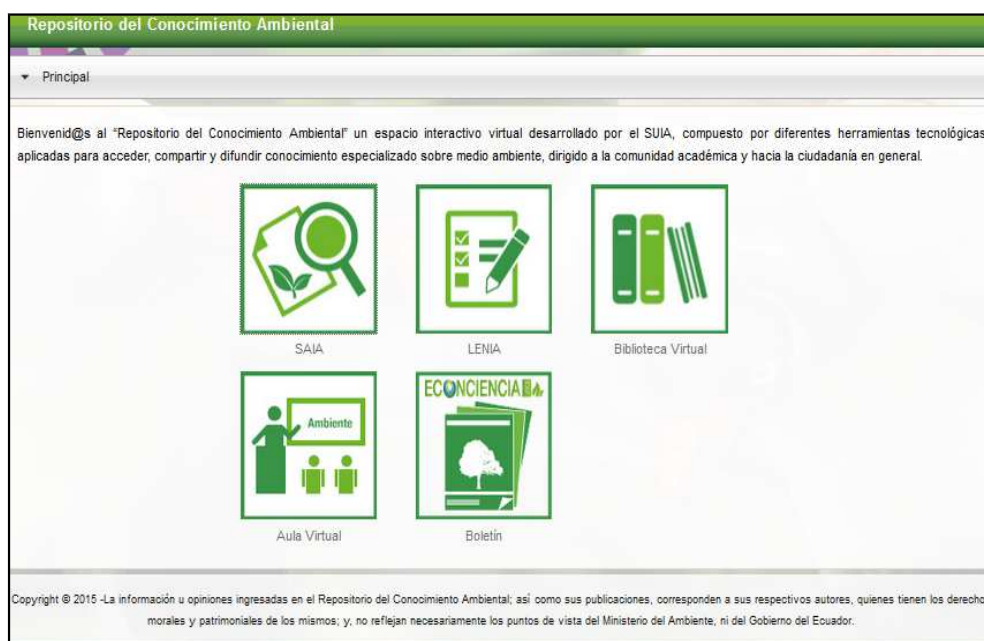 Repositorio del Conocimiento Ambiental
Principal
Bienvenid@s al “Repositorio del Conocimiento Ambiental” un espacio interactivo virtual desarrollado por el SUIA, compuesto por diferentes herramientas tecnológicas
aplicadas para acceder, compartir y difundir conocimiento especializado sobre medio ambiente, dirigido a la comunidad académica y hacia la ciudadanía en general.
SAIA
LENIA
Biblioteca Virtual
Ambiente
ECONCIENCIA
Aula Virtual
Boletín
Copyright © 2015 -La información u opiniones ingresadas en el Repositorio del Conocimiento Ambiental; así como sus publicaciones, corresponden a sus respectivos autores, quienes tienen los derecho
morales y patrimoniales de los mismos; y, no reflejan necesariamente los puntos de vista del Ministerio del Ambiente, ni del Gobierno del Ecuador.